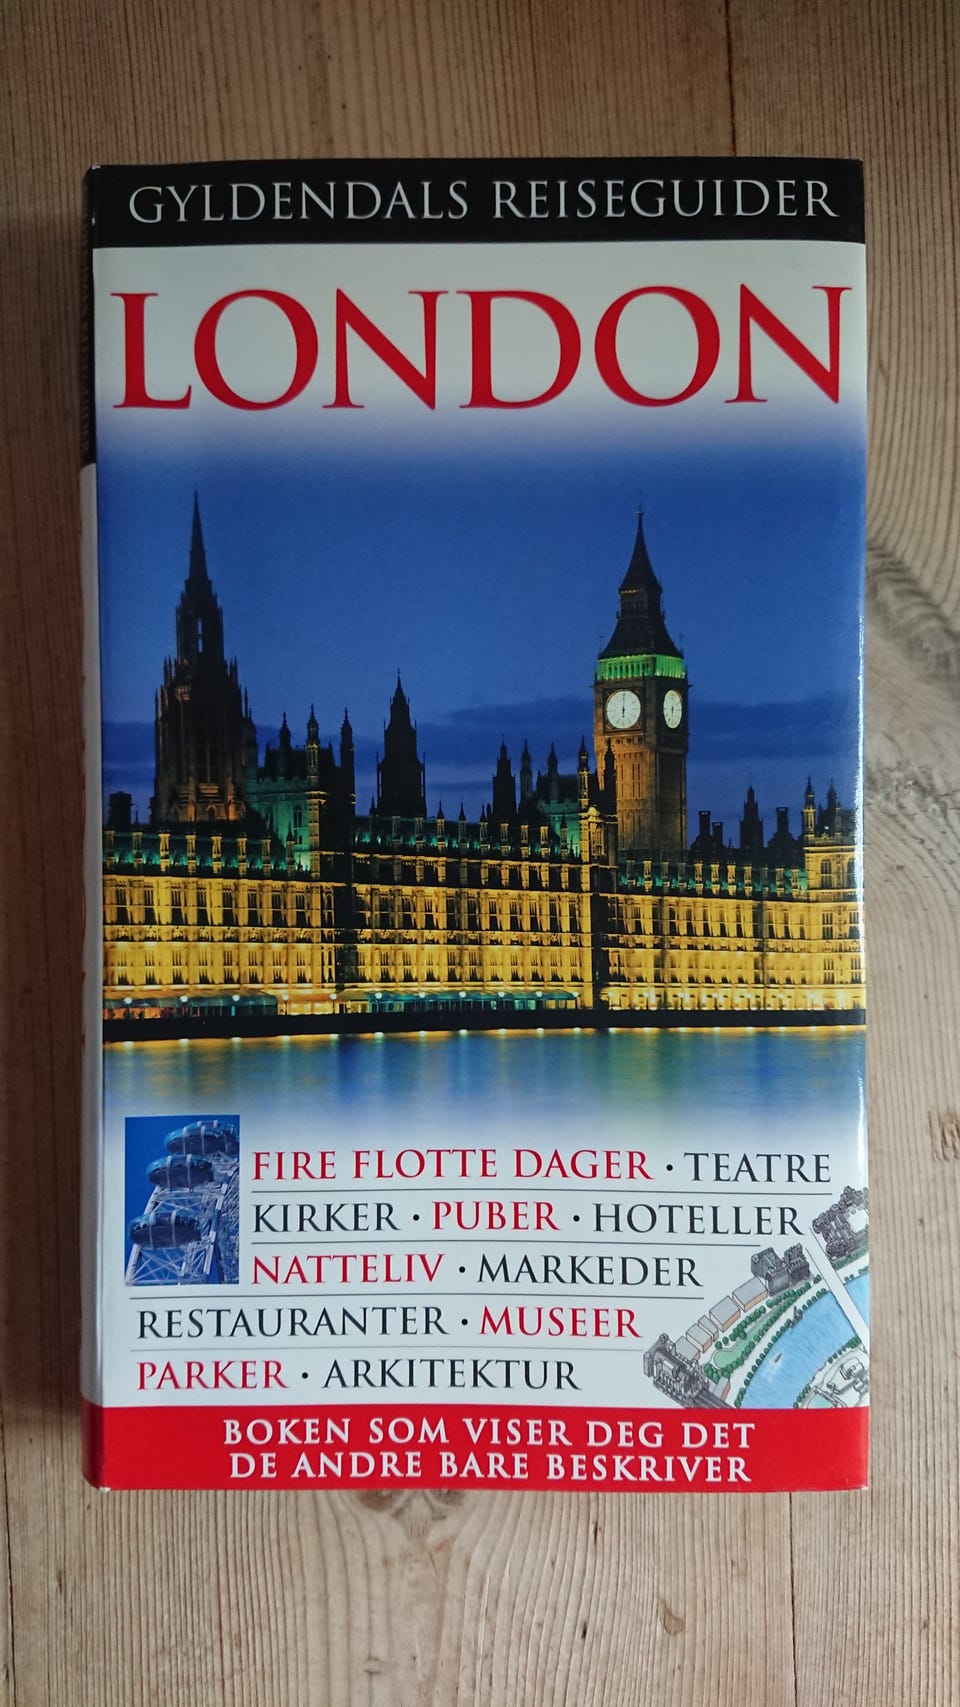 GYLDENDALS REISEGUIDER
LONDON
FIRE FLOTTE DAGER · TEATRE
KIRKER · PUBER · HOTELLER
NATTELIV · MARKEDER
RESTAURANTER · MUSEER
PARKER · ARKITEKTUR
BOKEN SOM VISER DEG DET
DE ANDRE BARE BESKRIVER